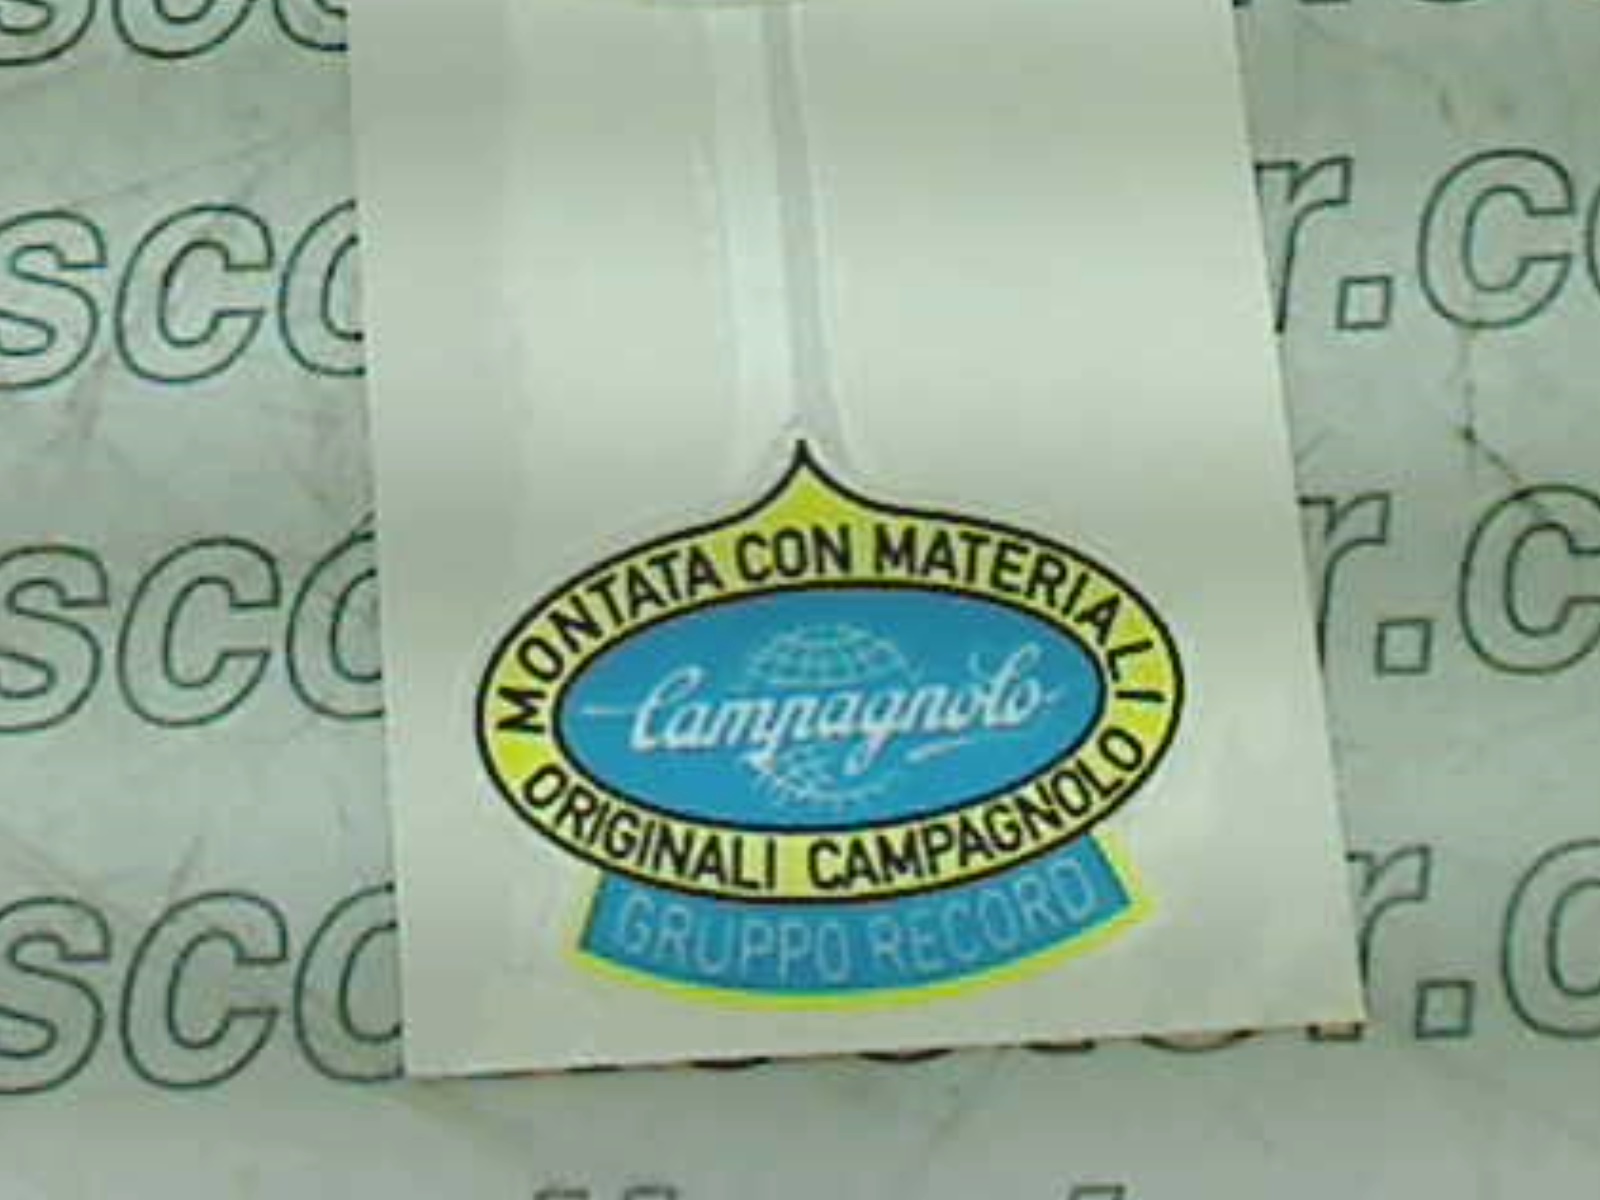 MONTATA CON MATERIALI
Campagnolo
ORIGINALI CAMPAGNOLO
GRUPPO RECORD